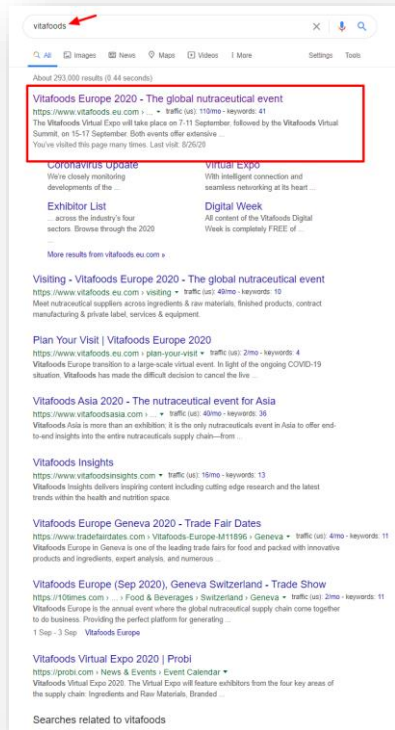 vitafoods
All Images News Maps Videos More Settings Tools
About 293,000 results (0.44 seconds)
Vitafoods Europe 2020 - The global nutraceutical event
https://www.vitafoods.eu.com › ... traffic (us): 110/mo - keywords: 41
The Vitafoods Virtual Expo will take place on 7-11 September, followed by the Vitafoods Virtual
Summit, on 15-17 September. Both events offer extensive ...
You've visited this page many times. Last visit: 8/26/20
Coronavirus Update
We're closely monitoring
developments of the ...
Virtual Expo
With intelligent connection and
seamless networking at its heart ...
Exhibitor List
... across the industry's four
sectors. Browse through the 2020
...
Digital Week
All content of the Vitafoods Digital
Week is completely FREE of ...
More results from vitafoods.eu.com »
Visiting - Vitafoods Europe 2020 - The global nutraceutical event
https://www.vitafoods.eu.com › visiting traffic (us): 49/mo - keywords: 10
Meet nutraceutical suppliers across ingredients & raw materials, finished products, contract
manufacturing & private label, services & equipment.
Plan Your Visit | Vitafoods Europe 2020
https://www.vitafoods.eu.com › plan-your-visit traffic (us): 2/mo - keywords: 4
Vitafoods Europe transition to a large-scale virtual event. In light of the ongoing COVID-19
situation, Vitafoods has made the difficult decision to cancel the live ...
Vitafoods Asia 2020 - The nutraceutical event for Asia
https://www.vitafoodsasia.com › ... traffic (us): 40/mo - keywords: 36
Vitafoods Asia is more than an exhibition; it is the only nutraceuticals event in Asia to offer end-
to-end insights into the entire nutraceuticals supply chain—from ...
Vitafoods Insights
https://www.vitafoodsinsights.com traffic (us): 16/mo - keywords: 13
Vitafoods Insights delivers inspiring content including cutting edge research and the latest
trends within the health and nutrition space.
Vitafoods Europe Geneva 2020 - Trade Fair Dates
https://www.tradefairdates.com › Vitafoods-Europe-M11896 › Geneva traffic (us): 4/mo - keywords: 11
Vitafoods Europe in Geneva is one of the leading trade fairs for food and packed with innovative
products and ingredients, expert analysis, and numerous ...
Vitafoods Europe (Sep 2020), Geneva Switzerland - Trade Show
https://10times.com › ... › Food & Beverages › Switzerland › Geneva traffic (us): 2/mo - keywords: 11
Vitafoods Europe is the annual event where the global nutraceutical supply chain come together
to do business. Providing the perfect platform for generating ...
1 Sep - 3 Sep Vitafoods Europe
Vitafoods Virtual Expo 2020 | Probi
https://probi.com › News & Events › Event Calendar
Vitafoods Virtual Expo 2020. The Virtual Expo will feature exhibitors from the four key areas of
the supply chain: Ingredients and Raw Materials, Branded ...
Searches related to vitafoods